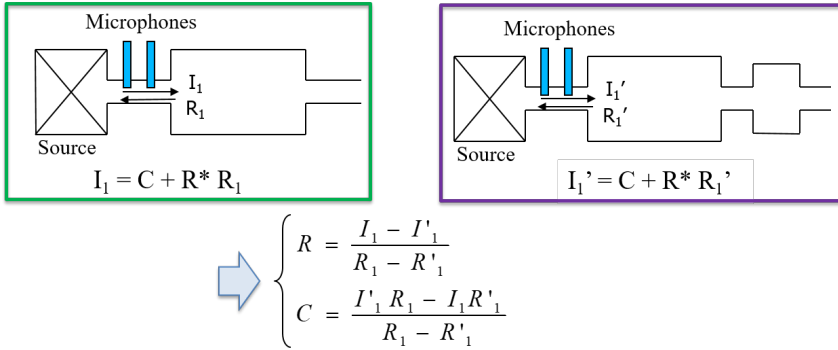 Microphones
I₁
R₁
Source
I₁ = C + R* R₁
Microphones
I₁’
R₁’
Source
I₁’ = C + R* R₁’
R = (I₁ − I'₁) / (R₁ − R'₁)
C = (I'₁ R₁ − I₁R'₁) / (R₁ − R'₁)